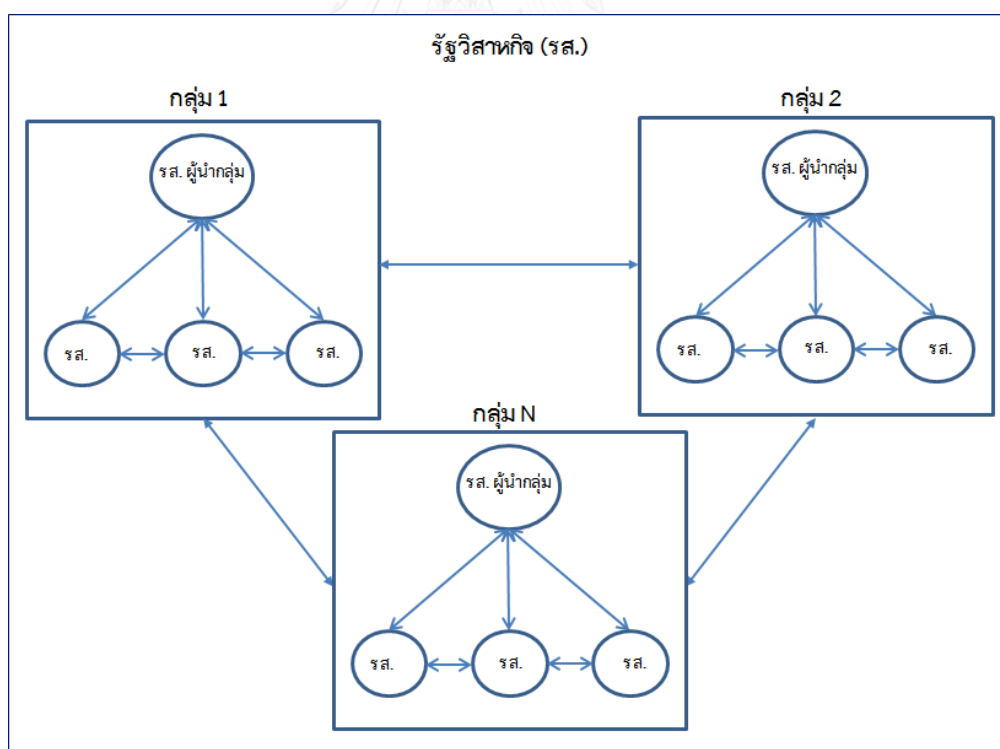 รัฐวิสาหกิจ (รส.)
กลุ่ม 1
รส. ผู้นำกลุ่ม
รส.
รส.
รส.
กลุ่ม 2
รส. ผู้นำกลุ่ม
รส.
รส.
รส.
กลุ่ม N
รส. ผู้นำกลุ่ม
รส.
รส.
รส.